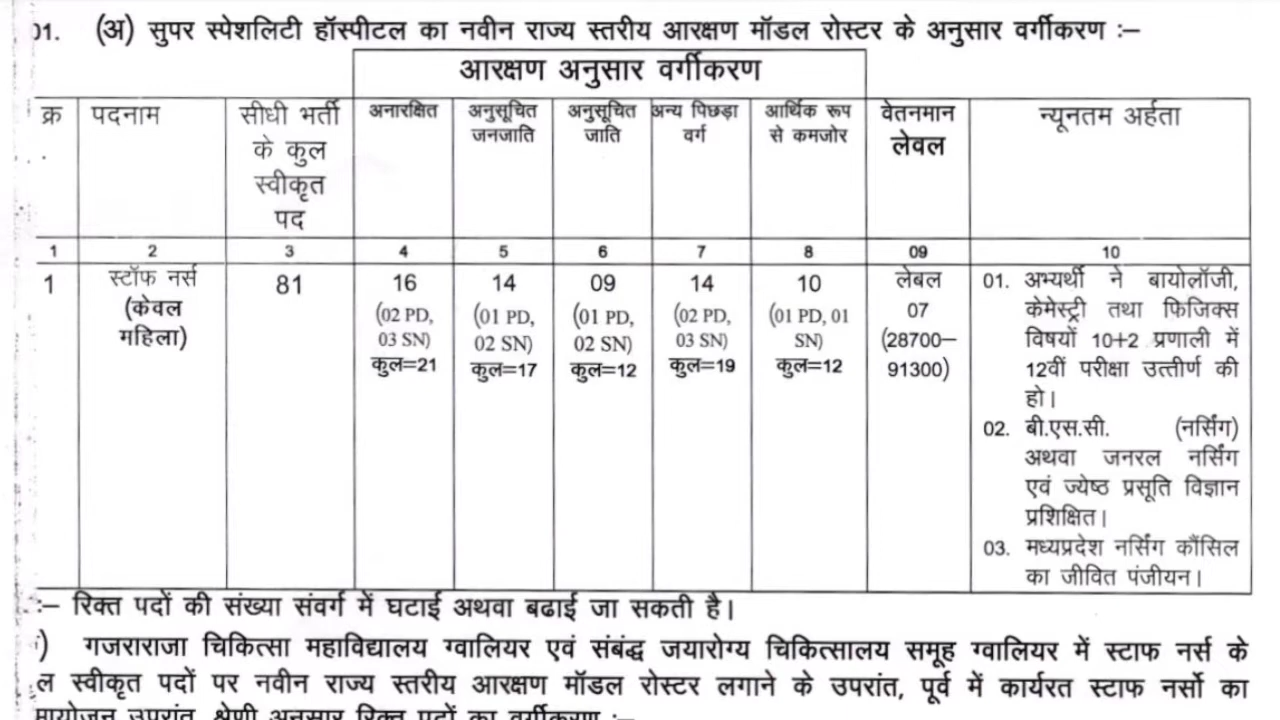 01. (अ) सुपर स्पेशलिटी हॉस्पीटल का नवीन राज्य स्तरीय आरक्षण मॉडल रोस्टर के अनुसार वर्गीकरण :–
आरक्षण अनुसार वर्गीकरण
क्र
.
पदनाम
सीधी भर्ती
के कुल
स्वीकृत
पद
अनारक्षित
अनुसूचित
जनजाति
अनुसूचित
जाति
अन्य पिछड़ा
वर्ग
आर्थिक रूप
से कमजोर
वेतनमान
लेवल
न्यूनतम अर्हता
1 2 3 4 5 6 7 8 09 10
1
स्टॉफ नर्स
(केवल
महिला)
81
16
(02 PD,
03 SN)
कुल=21
14
(01 PD,
02 SN)
कुल=17
09
(01 PD,
02 SN)
कुल=12
14
(02 PD,
03 SN)
कुल=19
10
(01 PD, 01
SN)
कुल=12
लेबल
07
(28700–
91300)
01. अभ्यर्थी ने बायोलॉजी,
केमेस्ट्री तथा फिजिक्स
विषयों 10+2 प्रणाली में
12वीं परीक्षा उत्तीर्ण की
हो।
02. बी.एस.सी. (नर्सिंग)
अथवा जनरल नर्सिंग
एवं ज्येष्ठ प्रसूति विज्ञान
प्रशिक्षित।
03. मध्यप्रदेश नर्सिंग कौंसिल
का जीवित पंजीयन।
:– रिक्त पदों की संख्या संवर्ग में घटाई अथवा बढाई जा सकती है।
) गजराराजा चिकित्सा महाविद्यालय ग्वालियर एवं संबंद्ध जयारोग्य चिकित्सालय समूह ग्वालियर में स्टाफ नर्स के
ल स्वीकृत पदों पर नवीन राज्य स्तरीय आरक्षण मॉडल रोस्टर लगाने के उपरांत, पूर्व में कार्यरत स्टाफ नर्सो का
उपरांत श्रेणी अनुसार रिक्त पदों का वर्गीकरण :–